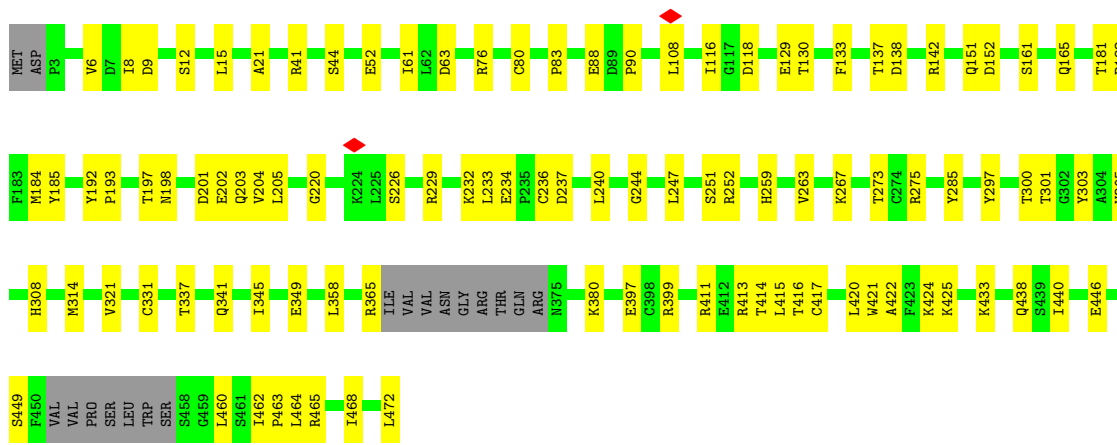 MET ASP P3 V6 D7 I8 D9 S12 L15 A21 R41 S44 E52 I61 L62 D63 R76 C80 P83 E88 D89 P90 L108 I116 G117 D118 E129 T130 F133 T137 D138 R142 Q151 D152 S161 Q165 T181
F183 M184 Y185 Y192 P193 T197 N198 D201 E202 Q203 V204 L205 G220 K224 L225 S226 R229 K232 L233 E234 P235 C236 D237 L240 G244 L247 S251 R252 H259 V263 K267 T273 C274 R275 Y285 Y297 T300 T301 G302 Y303 A304
H308 M314 V321 C331 T337 Q341 I345 E349 L358 R365 ILE VAL VAL ASN GLY ARG THR GLN ARG N375 K380 E397 C398 R399 R411 E412 R413 T414 L415 T416 C417 L420 W421 A422 F423 K424 K425 K433 Q438 S439 I440 E446
S449 F450 VAL VAL PRO SER LEU TRP SER S458 G459 L460 S461 I462 P463 L464 R465 I468 L472